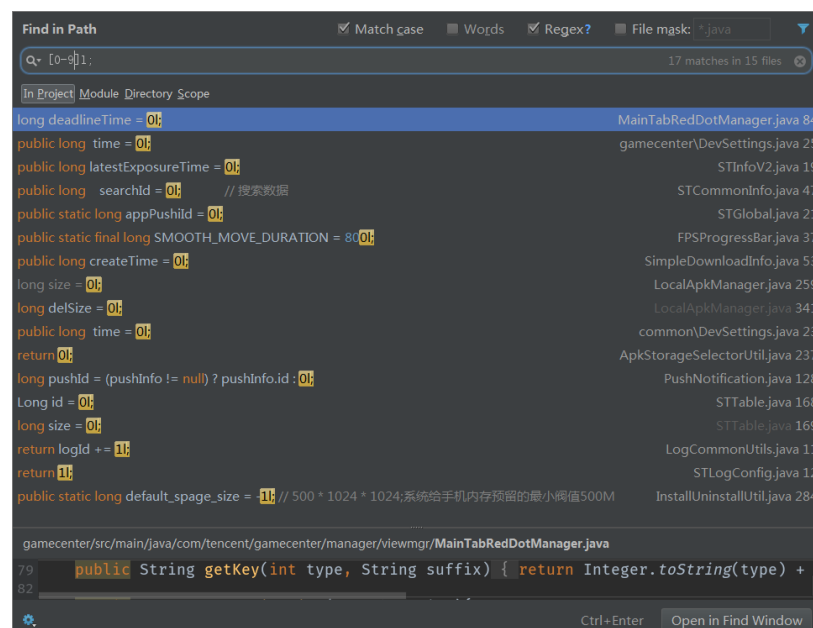 Find in Path Match case Words Regex? File mask: *.java
[0-9]l; 17 matches in 15 files
In Project Module Directory Scope
long deadlineTime = 0l; MainTabRedDotManager.java 84
public long time = 0l; gamecenter\DevSettings.java 25
public long latestExposureTime = 0l; STInfoV2.java 19
public long searchId = 0l; // 搜索数据 STCommonInfo.java 47
public static long appPushiId = 0l; STGlobal.java 21
public static final long SMOOTH_MOVE_DURATION = 800l; FPSProgressBar.java 37
public long createTime = 0l; SimpleDownloadInfo.java 53
long size = 0l; LocalApkManager.java 259
long delSize = 0l; LocalApkManager.java 341
public long time = 0l; common\DevSettings.java 23
return 0l; ApkStorageSelectorUtil.java 237
long pushId = (pushInfo != null) ? pushInfo.id : 0l; PushNotification.java 128
Long id = 0l; STTable.java 168
long size = 0l; STTable.java 169
return logId += 1l; LogCommonUtils.java 11
return 1l; STLogConfig.java 12
public static long default_spage_size = -1l; // 500 * 1024 * 1024;系统给手机内存预留的最小阀值500M InstallUninstallUtil.java 284
gamecenter/src/main/java/com/tencent/gamecenter/manager/viewmgr/MainTabRedDotManager.java
79 public String getKey(int type, String suffix) { return Integer.toString(type) +
82
Ctrl+Enter Open in Find Window